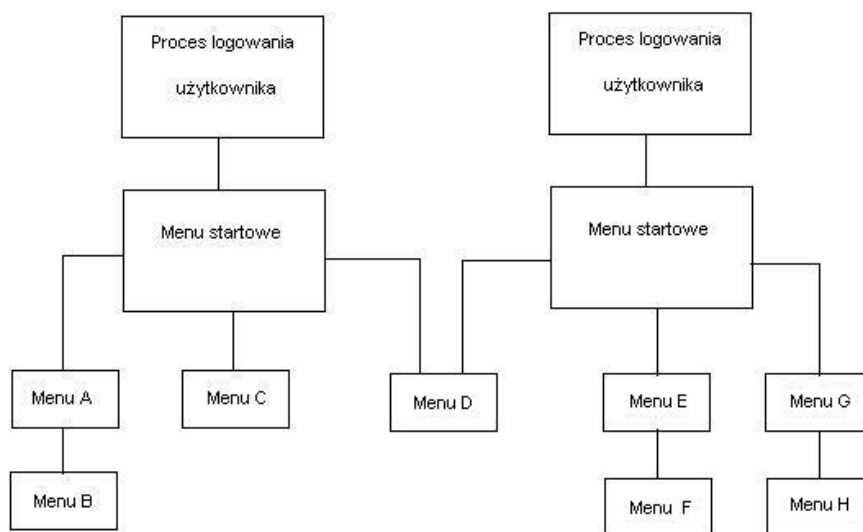 Proces logowania
użytkownika
Proces logowania
użytkownika
Menu startowe
Menu startowe
Menu A
Menu C
Menu D
Menu E
Menu G
Menu B
Menu F
Menu H